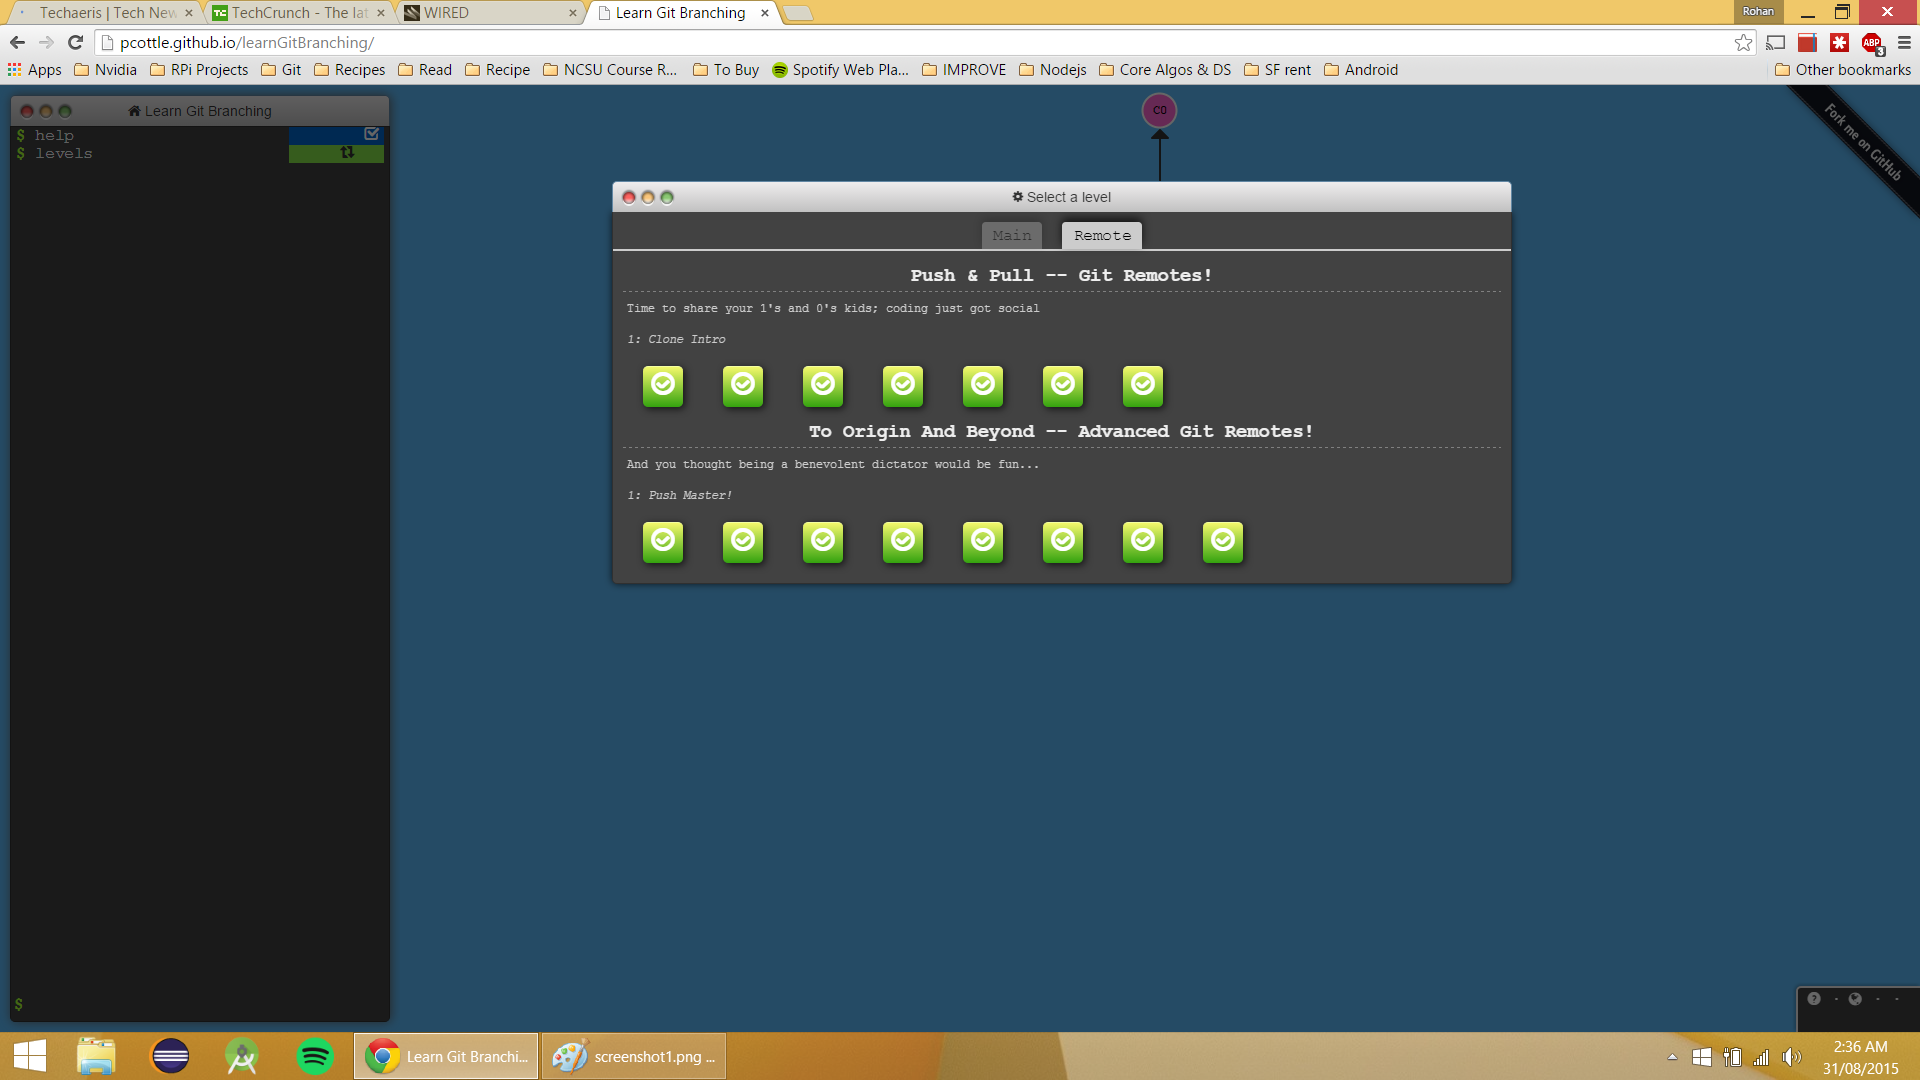 Techaeris | Tech New
TechCrunch - The lat
WIRED
Learn Git Branching
Rohan
pcottle.github.io/learnGitBranching/
ABP
3
Apps
Nvidia
RPi Projects
Git
Recipes
Read
Recipe
NCSU Course R...
To Buy
Spotify Web Pla...
IMPROVE
Nodejs
Core Algos & DS
SF rent
Android
Other bookmarks
Learn Git Branching
$ help
$ levels
$
C0
Fork me on GitHub
Select a level
Main
Remote
Push & Pull -- Git Remotes!
Time to share your 1's and 0's kids; coding just got social
1: Clone Intro
To Origin And Beyond -- Advanced Git Remotes!
And you thought being a benevolent dictator would be fun...
1: Push Master!
Learn Git Branchi...
screenshot1.png ...
2:36 AM
31/08/2015